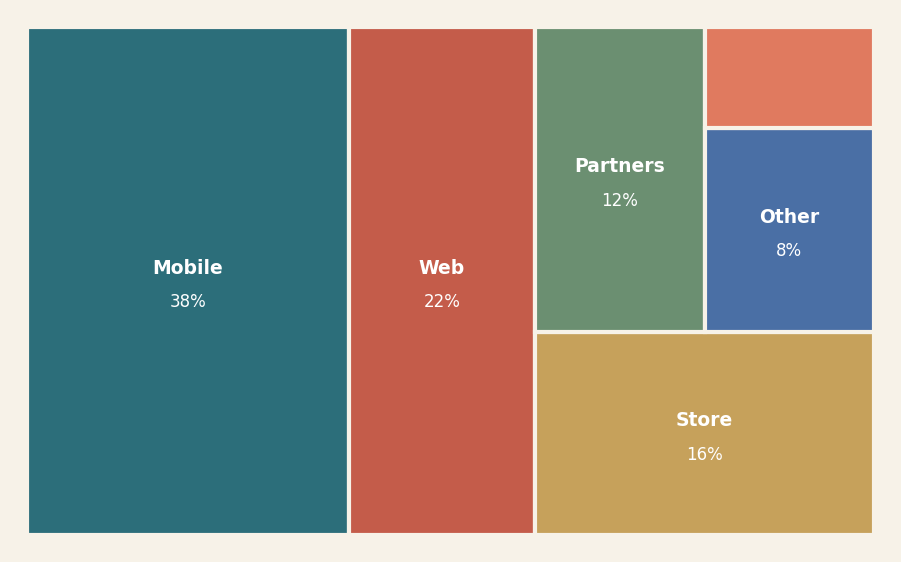 Mobile
38%
Web
22%
Partners
12%
Other
8%
Store
16%